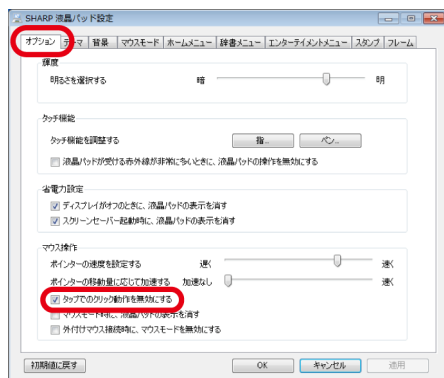 SHARP 液晶パッド設定
オプション テーマ 背景 マウスモード ホームメニュー 辞書メニュー エンターテイメントメニュー スタンプ フレーム
輝度
明るさを選択する 暗 明
タッチ機能
タッチ機能を調整する 指... ペン...
液晶パッドが受ける赤外線が非常に多いときに、液晶パッドの操作を無効にする
省電力設定
ディスプレイがオフのときに、液晶パッドの表示を消す
スクリーンセーバー起動時に、液晶パッドの表示を消す
マウス操作
ポインターの速度を設定する 遅く 速く
ポインターの移動量に応じて加速する 加速なし 速く
タップでのクリック動作を無効にする
マウスモード時に、液晶パッドの表示を消す
外付けマウス接続時に、マウスモードを無効にする
初期値に戻す OK キャンセル 適用